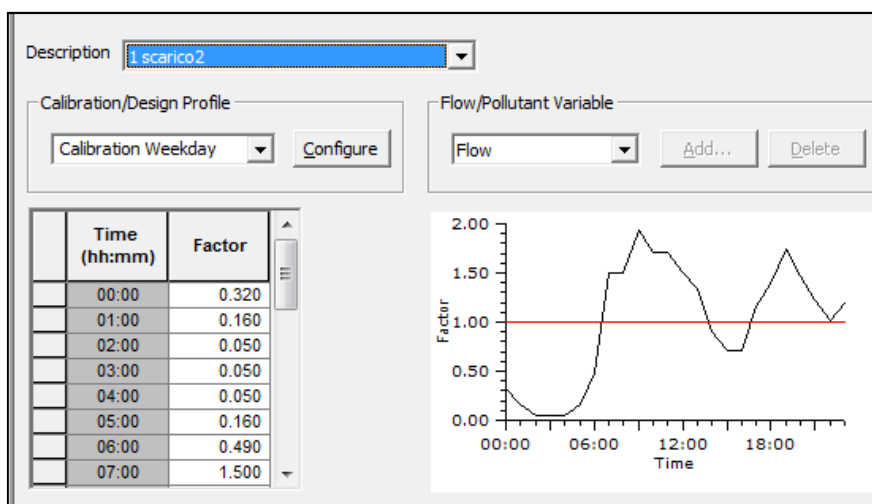 Description 1 scarico2
Calibration/Design Profile
Calibration Weekday Configure
Flow/Pollutant Variable
Flow Add... Delete
Time (hh:mm) Factor
00:00 0.320
01:00 0.160
02:00 0.050
03:00 0.050
04:00 0.050
05:00 0.160
06:00 0.490
07:00 1.500
2.00
1.50
1.00
0.50
0.00
Factor
00:00 06:00 12:00 18:00
Time